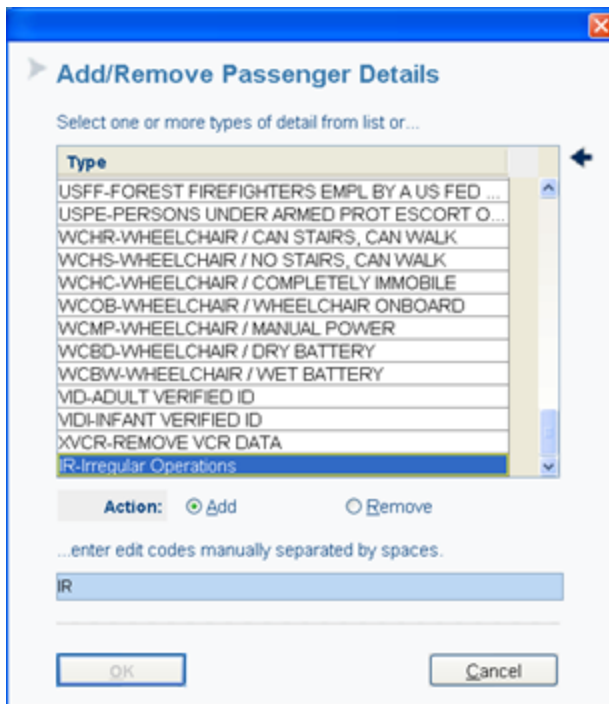 Add/Remove Passenger Details
Select one or more types of detail from list or...
Type
USFF-FOREST FIREFIGHTERS EMPL BY A US FED ...
USPE-PERSONS UNDER ARMED PROT ESCORT O...
WCHR-WHEELCHAIR / CAN STAIRS, CAN WALK
WCHS-WHEELCHAIR / NO STAIRS, CAN WALK
WCHC-WHEELCHAIR / COMPLETELY IMMOBILE
WCOB-WHEELCHAIR / WHEELCHAIR ONBOARD
WCMP-WHEELCHAIR / MANUAL POWER
WCBD-WHEELCHAIR / DRY BATTERY
WCBW-WHEELCHAIR / WET BATTERY
VID-ADULT VERIFIED ID
VIDI-INFANT VERIFIED ID
XVCR-REMOVE VCR DATA
IR-Irregular Operations
Action: Add Remove
...enter edit codes manually separated by spaces.
IR
OK Cancel